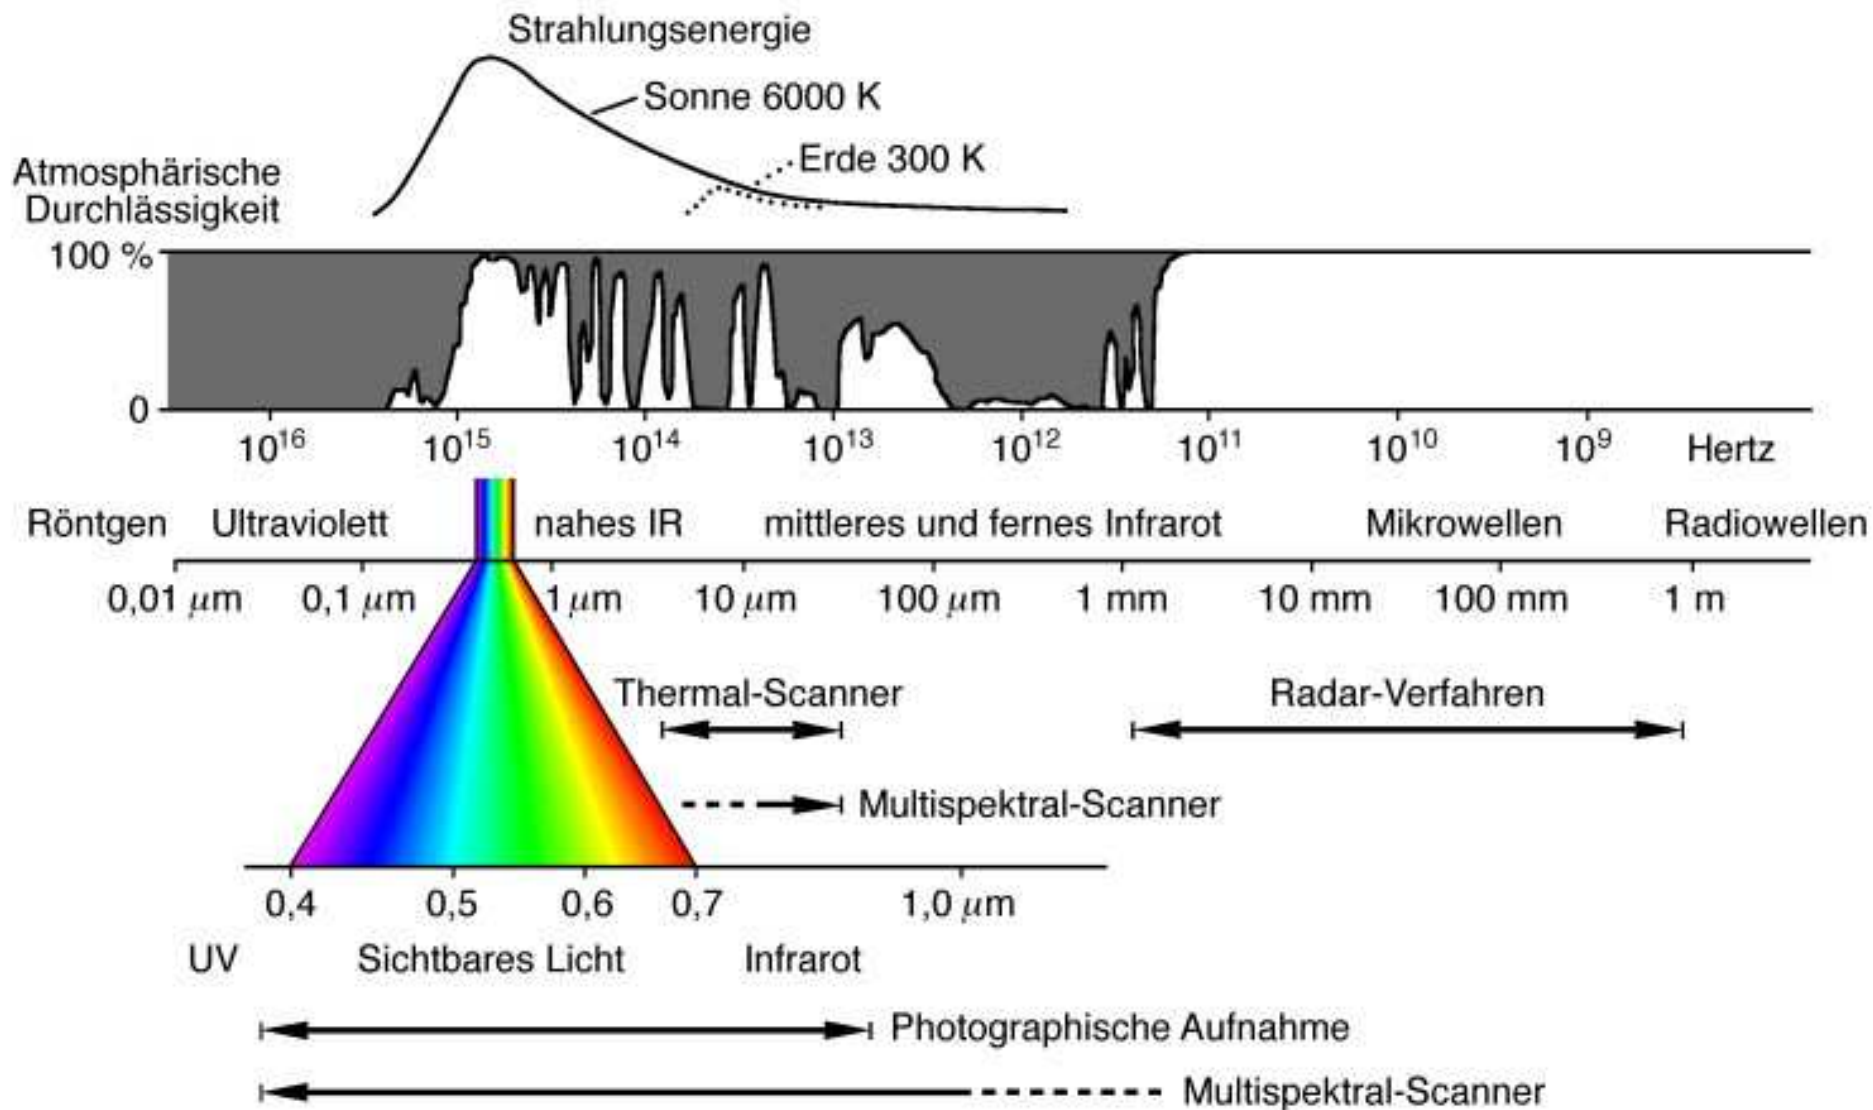 Strahlungsenergie
Sonne 6000 K
Erde 300 K
Atmosphärische
Durchlässigkeit
100 %
0
10¹⁶ 10¹⁵ 10¹⁴ 10¹³ 10¹² 10¹¹ 10¹⁰ 10⁹ Hertz
Röntgen Ultraviolett nahes IR mittleres und fernes Infrarot Mikrowellen Radiowellen
0,01 μm 0,1 μm 1 μm 10 μm 100 μm 1 mm 10 mm 100 mm 1 m
Thermal-Scanner Radar-Verfahren
Multispektral-Scanner
0,4 0,5 0,6 0,7 1,0 μm
UV Sichtbares Licht Infrarot
Photographische Aufnahme
Multispektral-Scanner